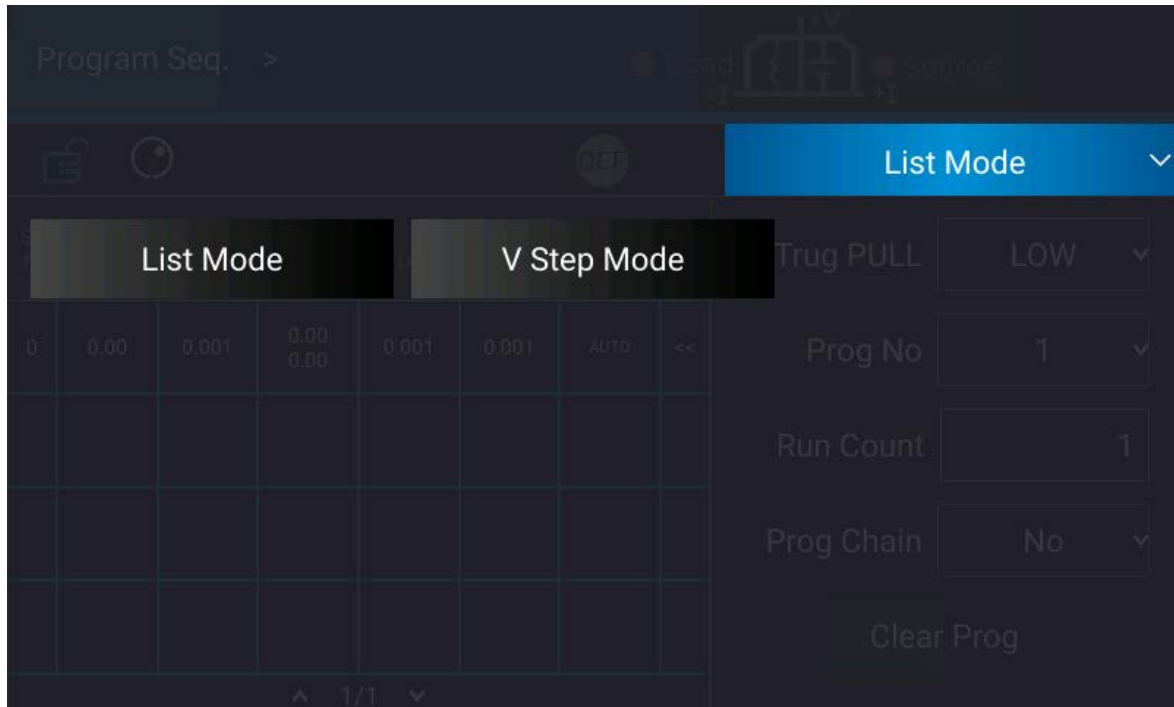 Program Seq. >
Load
Source
+V
-I
+I
OFF
List Mode
List Mode
V Step Mode
Trug PULL
LOW
0
0.00
0.001
0.00
0.00
0.001
0.001
AUTO
<<
Prog No
1
Run Count
1
Prog Chain
No
Clear Prog
1/1